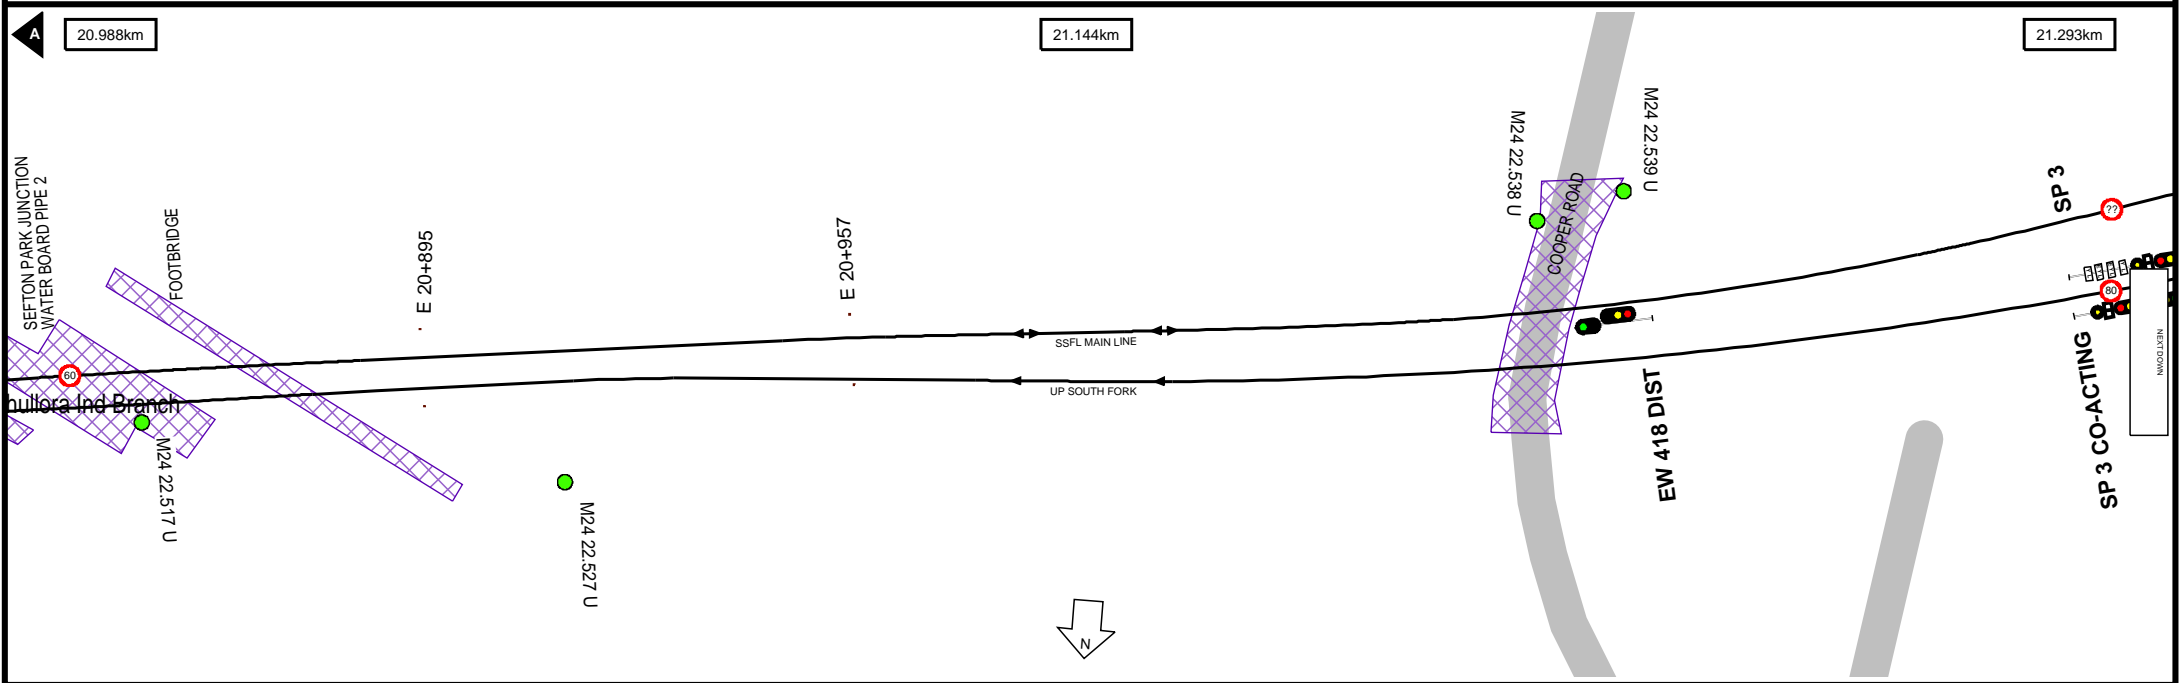 A
20.988km
21.144km
21.293km
SEFTON PARK JUNCTION
WATER BOARD PIPE 2
FOOTBRIDGE
E 20+895
E 20+957
M24 22.538 U
M24 22.539 U
COOPER ROAD
SP 3
??
60
80
SSFL MAIN LINE
UP SOUTH FORK
hullora Ind Branch
M24 22.517 U
M24 22.527 U
EW 418 DIST
SP 3 CO-ACTING
NEXT DOWN
N